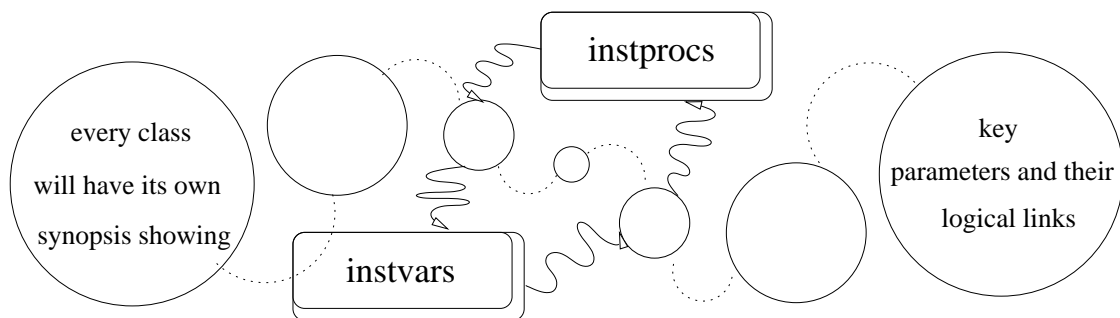 every class
will have its own
synopsis showing
instprocs
instvars
key
parameters and their
logical links